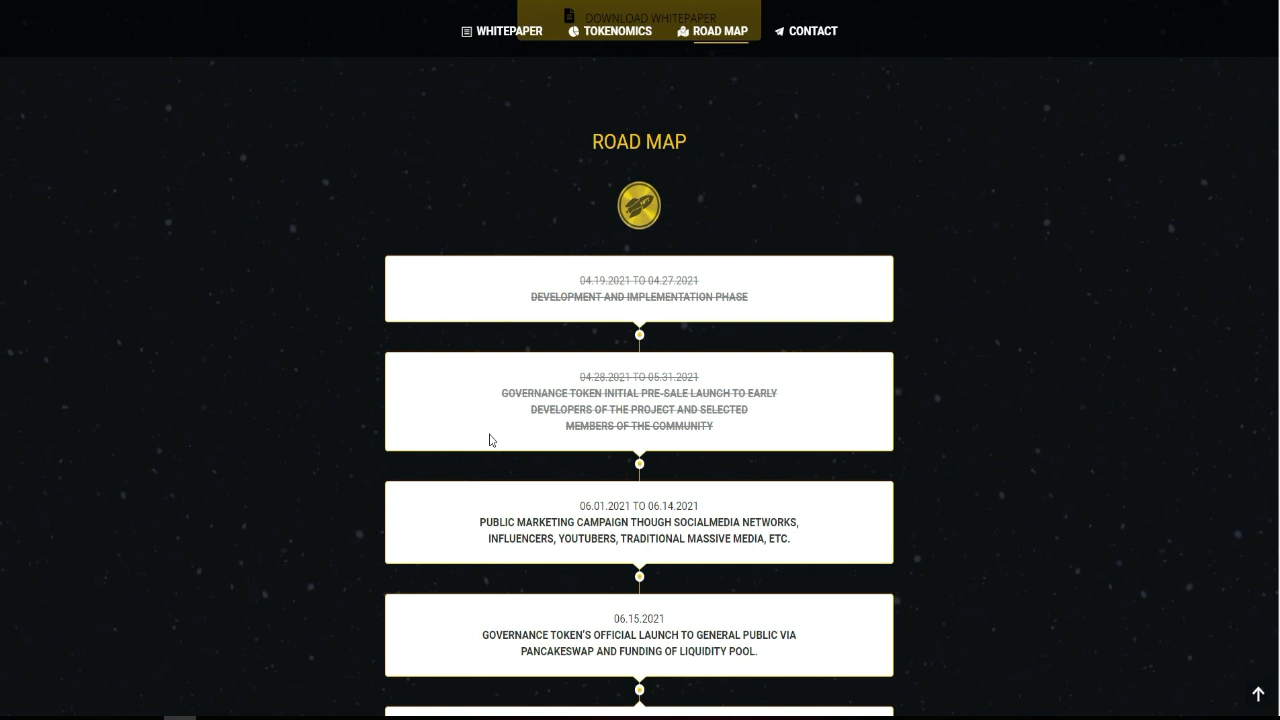 DOWNLOAD WHITEPAPER
WHITEPAPER TOKENOMICS ROAD MAP CONTACT
ROAD MAP
04.19.2021 TO 04.27.2021
DEVELOPMENT AND IMPLEMENTATION PHASE
04.28.2021 TO 05.31.2021
GOVERNANCE TOKEN INITIAL PRE-SALE LAUNCH TO EARLY
DEVELOPERS OF THE PROJECT AND SELECTED
MEMBERS OF THE COMMUNITY
06.01.2021 TO 06.14.2021
PUBLIC MARKETING CAMPAIGN THOUGH SOCIALMEDIA NETWORKS,
INFLUENCERS, YOUTUBERS, TRADITIONAL MASSIVE MEDIA, ETC.
06.15.2021
GOVERNANCE TOKEN'S OFFICIAL LAUNCH TO GENERAL PUBLIC VIA
PANCAKESWAP AND FUNDING OF LIQUIDITY POOL.